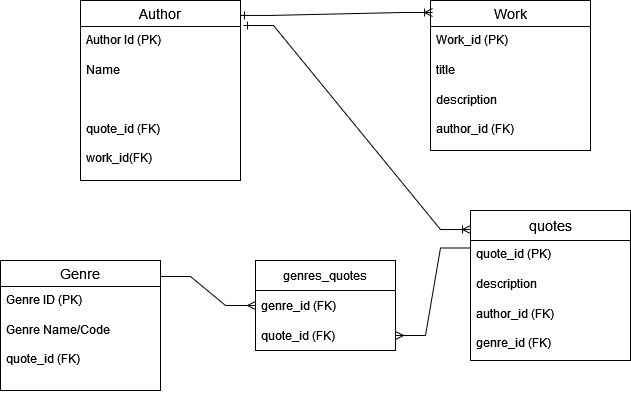 Author
Author Id (PK)
Name
quote_id (FK)
work_id(FK)
Work
Work_id (PK)
title
description
author_id (FK)
quotes
quote_id (PK)
description
author_id (FK)
genre_id (FK)
Genre
Genre ID (PK)
Genre Name/Code
quote_id (FK)
genres_quotes
genre_id (FK)
quote_id (FK)